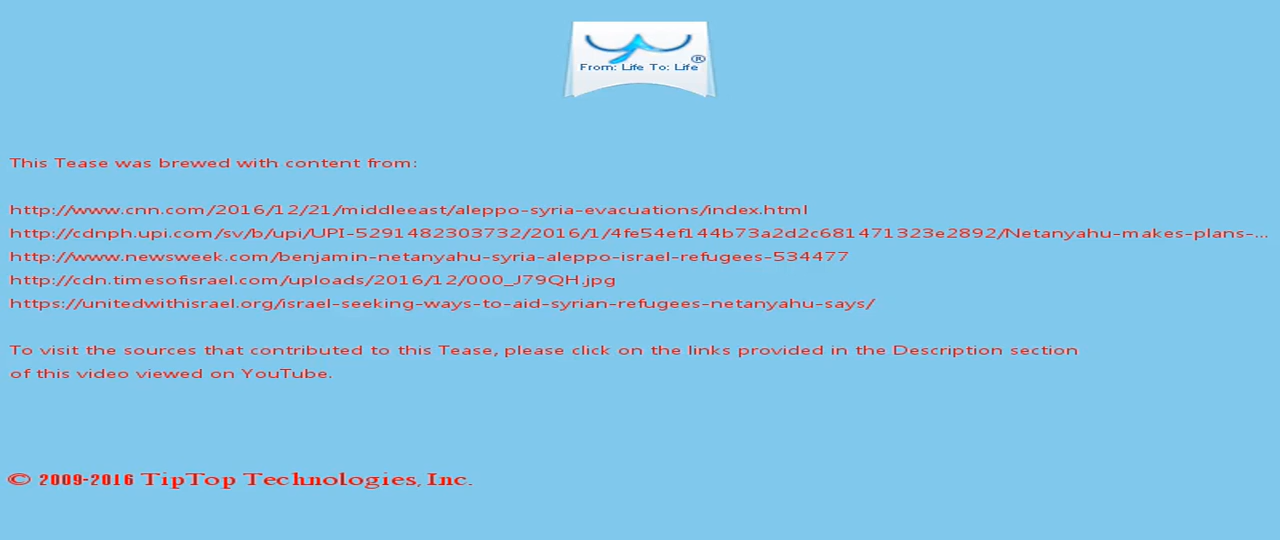 From: Life To: Life ®
This Tease was brewed with content from:
http://www.cnn.com/2016/12/21/middleeast/aleppo-syria-evacuations/index.html
http://cdnph.upi.com/sv/b/upi/UPI-5291482303732/2016/1/4fe54ef144b73a2d2c681471323e2892/Netanyahu-makes-plans-...
http://www.newsweek.com/benjamin-netanyahu-syria-aleppo-israel-refugees-534477
http://cdn.timesofisrael.com/uploads/2016/12/000_J79QH.jpg
https://unitedwithisrael.org/israel-seeking-ways-to-aid-syrian-refugees-netanyahu-says/
To visit the sources that contributed to this Tease, please click on the links provided in the Description section
of this video viewed on YouTube.
© 2009-2016 TipTop Technologies, Inc.